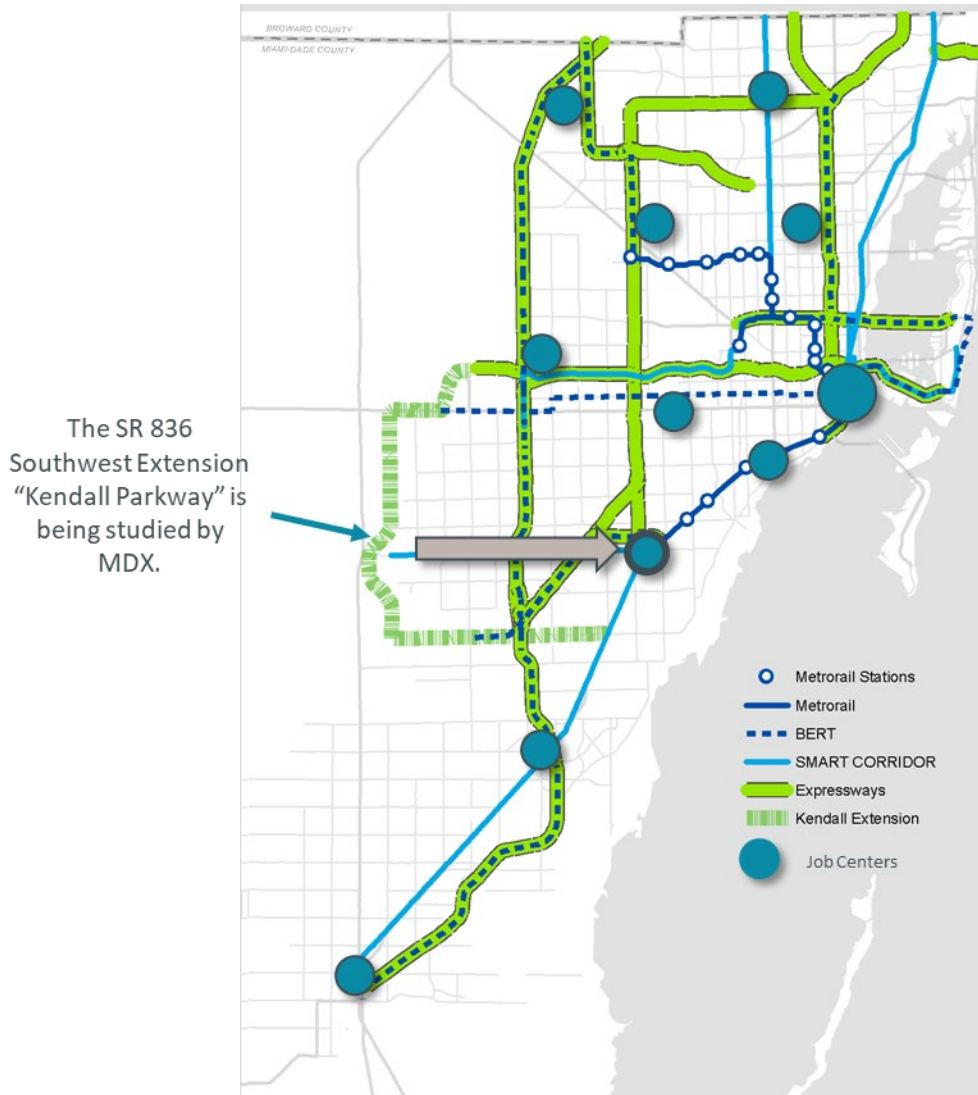 BROWARD COUNTY
MIAMI-DADE COUNTY
The SR 836
Southwest Extension
“Kendall Parkway” is
being studied by
MDX.
Metrorail Stations
Metrorail
BERT
SMART CORRIDOR
Expressways
Kendall Extension
Job Centers